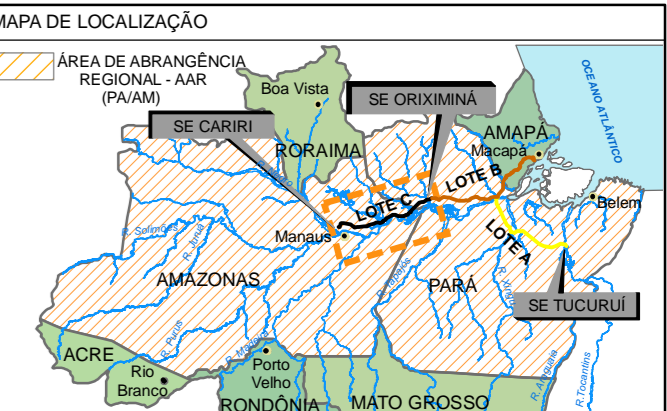 MAPA DE LOCALIZAÇÃO
ÁREA DE ABRANGÊNCIA
REGIONAL - AAR
(PA/AM)
OCEANO ATLÂNTICO
Boa Vista
SE ORIXIMINÁ
SE CARIRI
RORAIMA
AMAPÁ
Macapá
LOTE B
LOTE C
Belem
R. Solimões
R. Juruá
Manaus
LOTE A
AMAZONAS
R. Tapajós
PARÁ
R. Xingu
SE TUCURUÍ
R. Purus
R. Madeira
ACRE
Rio
Branco
Porto
Velho
R. Araguaia
R. Tocantins
RONDÔNIA
MATO GROSSO